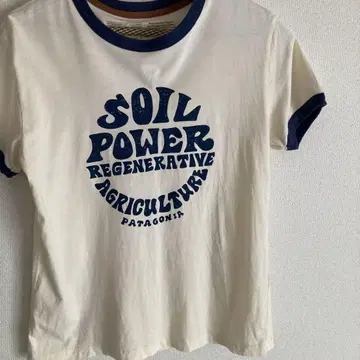 SOIL
POWER
REGENERATIVE
AGRICULTURE
PATAGONIA